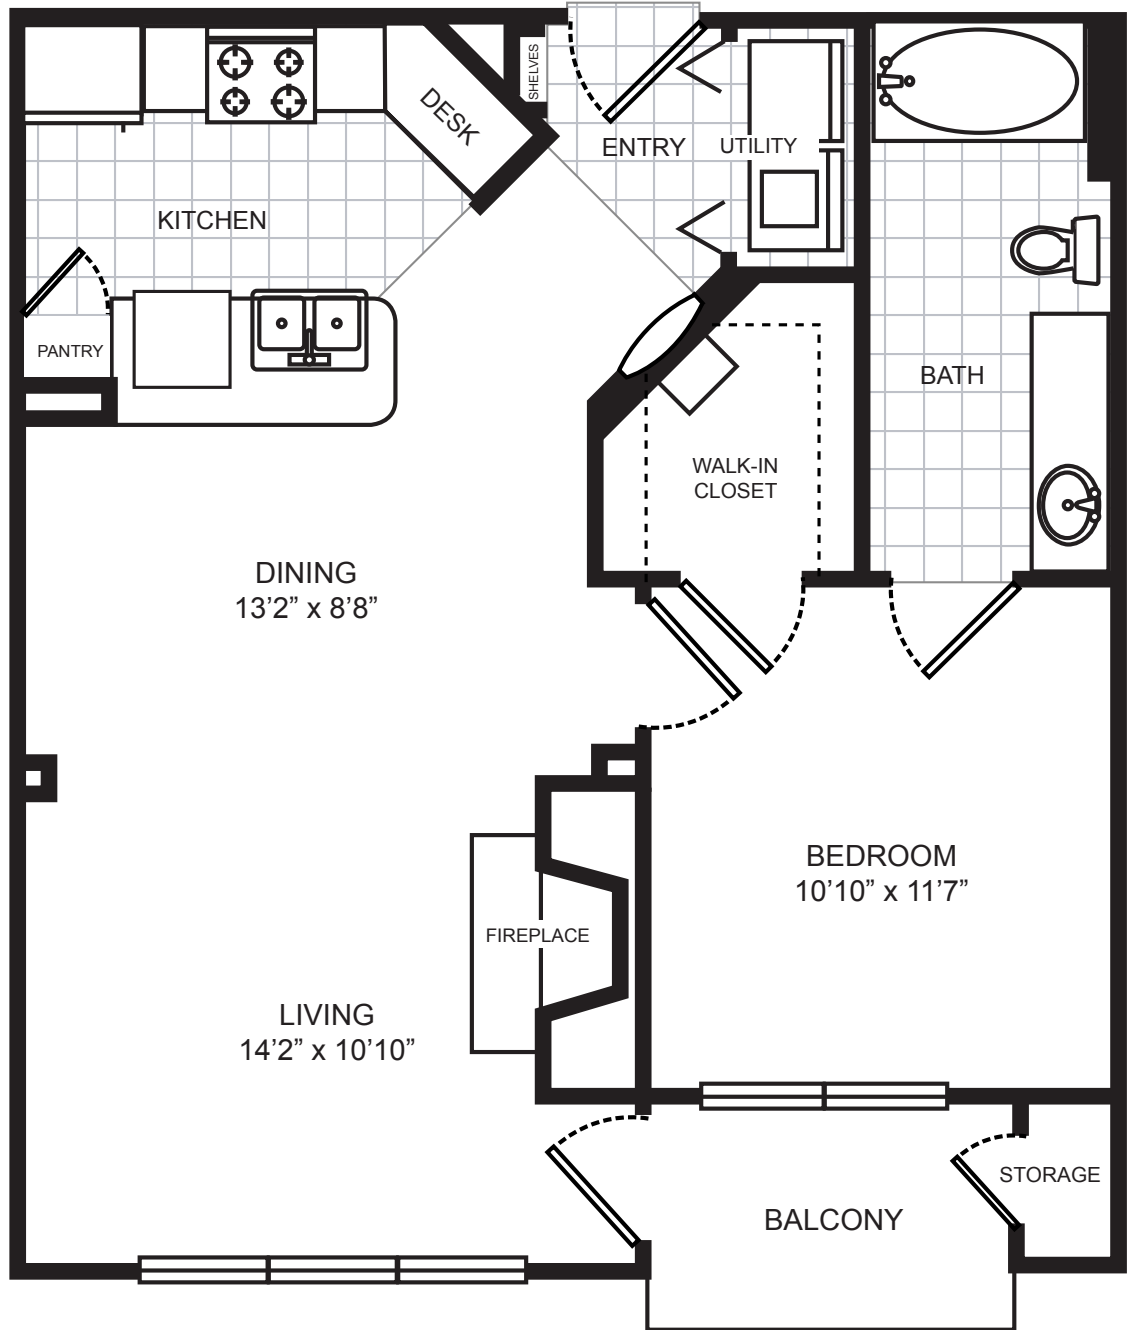 SHELVES
DESK
ENTRY
UTILITY
KITCHEN
PANTRY
BATH
WALK-IN
CLOSET
DINING
13’2” x 8’8”
BEDROOM
10’10” x 11’7”
FIREPLACE
LIVING
14’2” x 10’10”
STORAGE
BALCONY